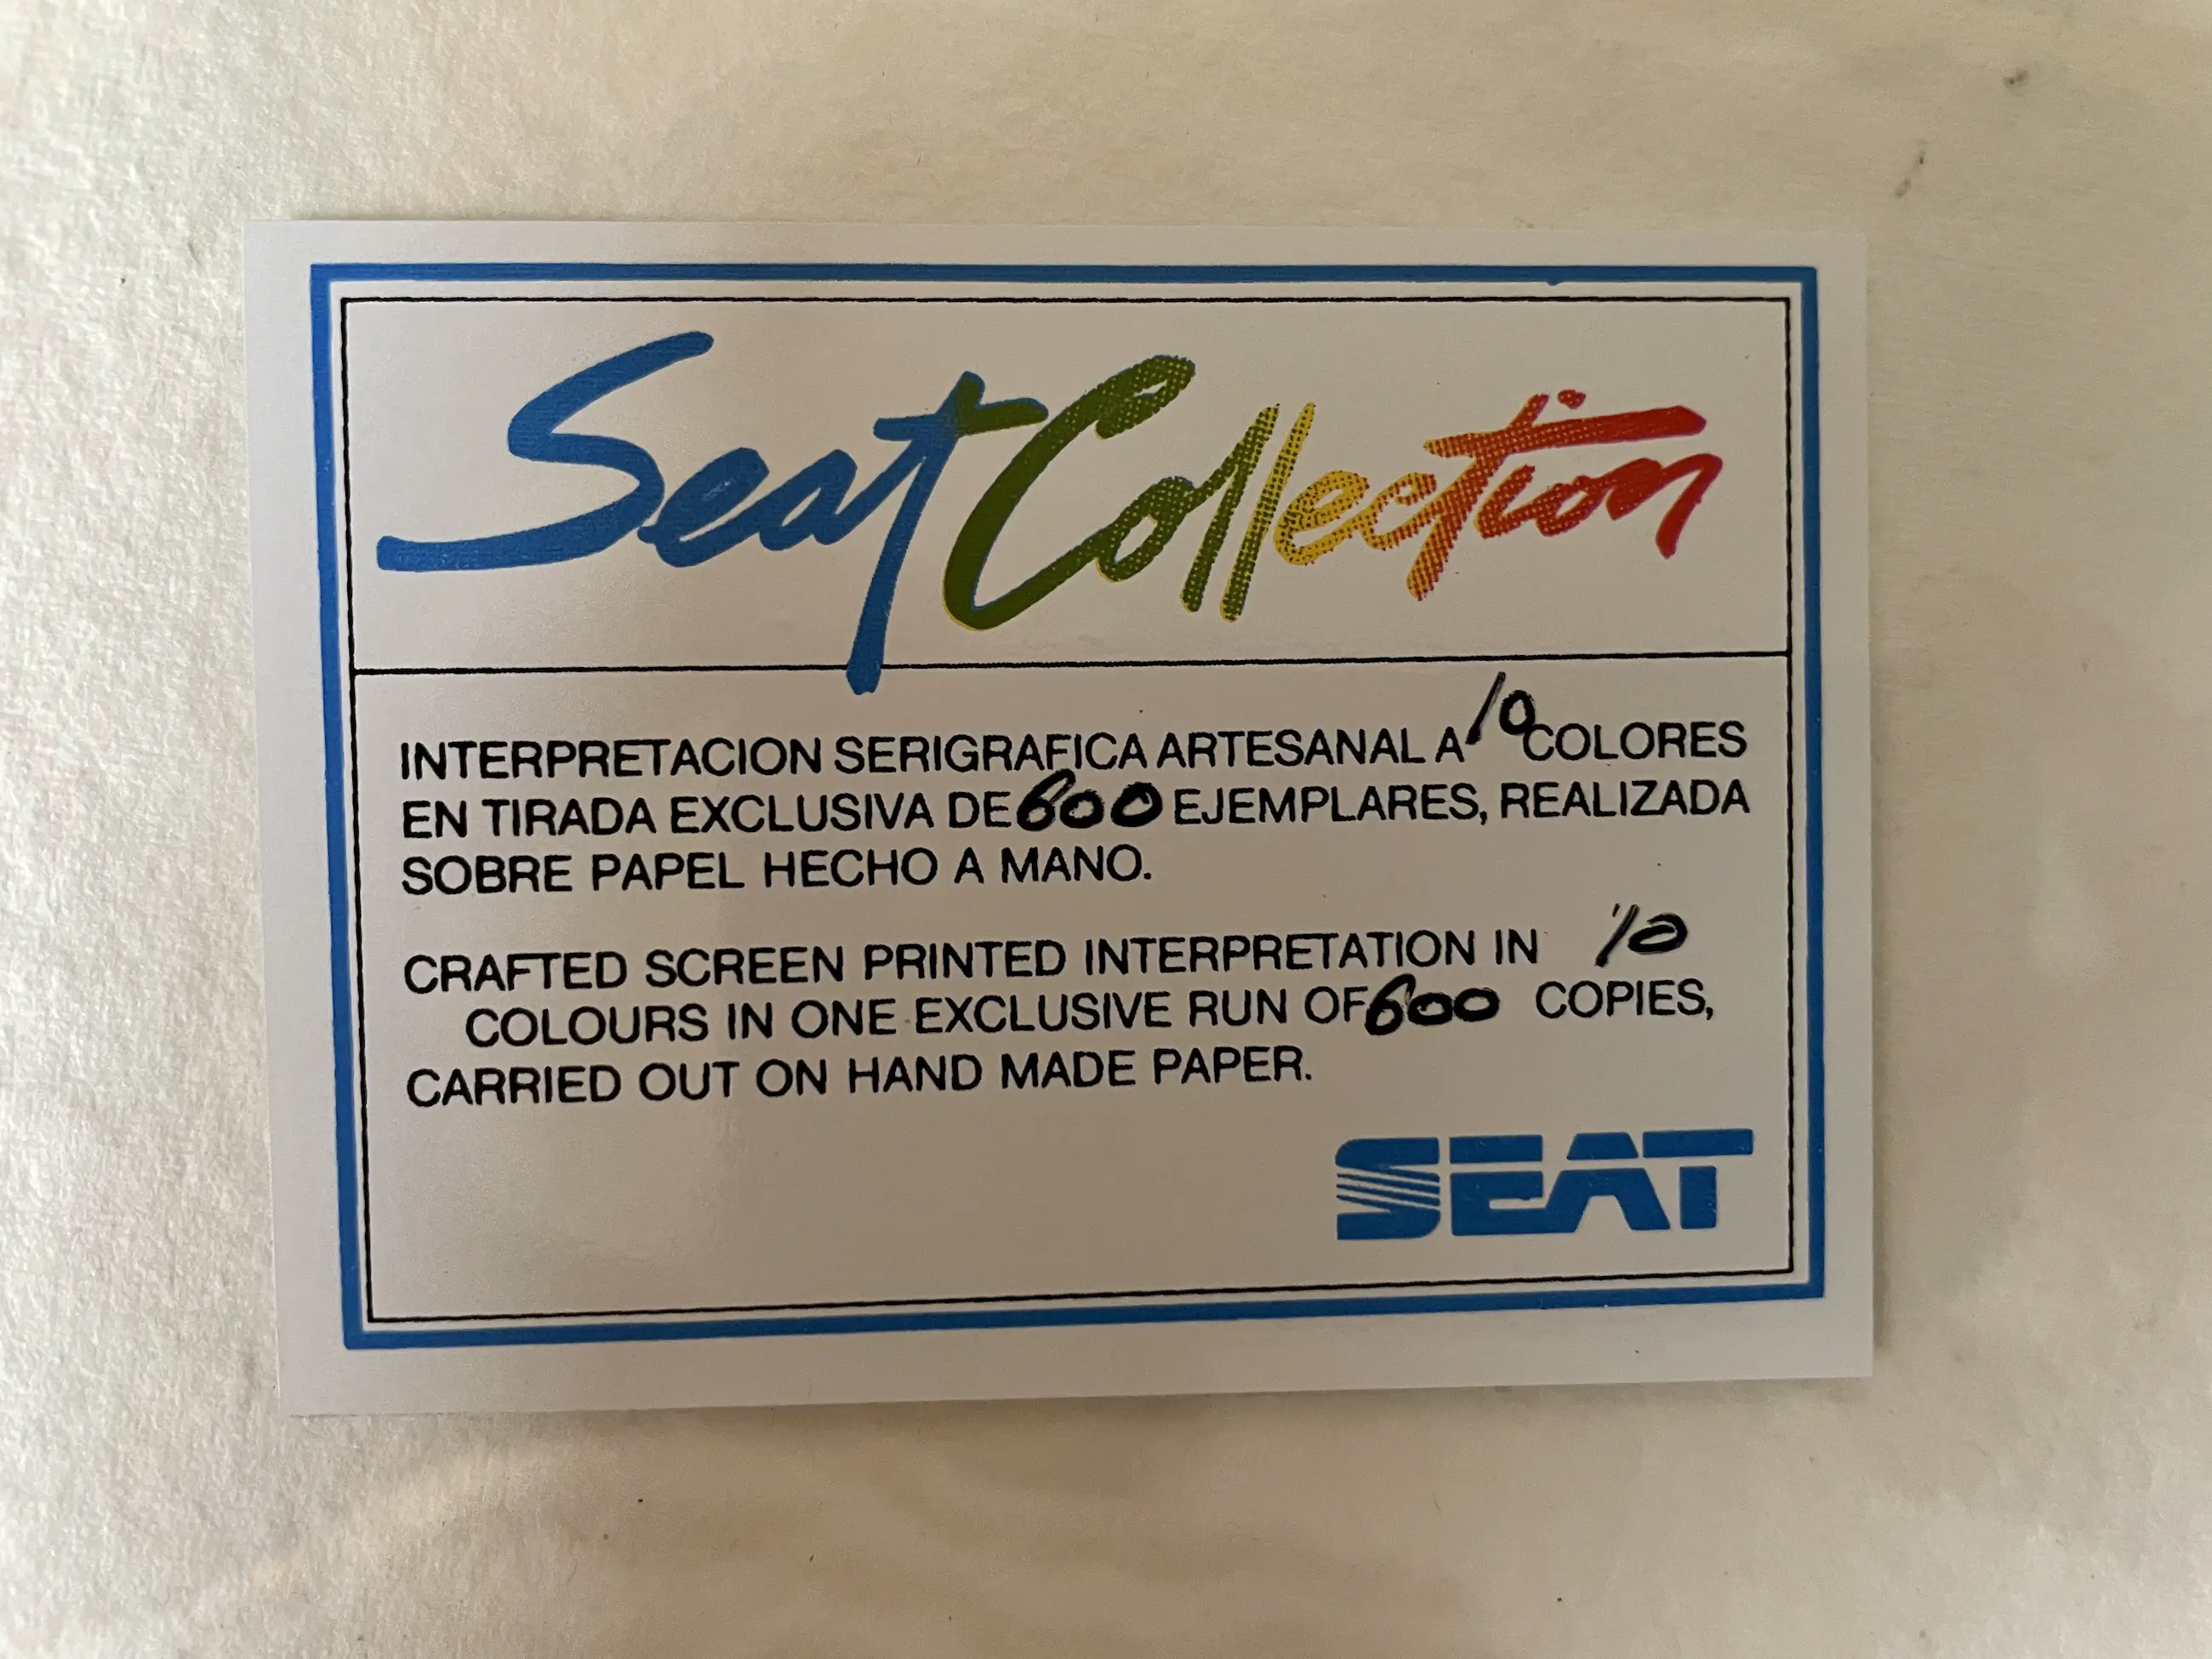 Seat Collection
INTERPRETACION SERIGRAFICA ARTESANAL A 10 COLORES
EN TIRADA EXCLUSIVA DE 600 EJEMPLARES, REALIZADA
SOBRE PAPEL HECHO A MANO.
CRAFTED SCREEN PRINTED INTERPRETATION IN 10
COLOURS IN ONE EXCLUSIVE RUN OF 600 COPIES,
CARRIED OUT ON HAND MADE PAPER.
SEAT